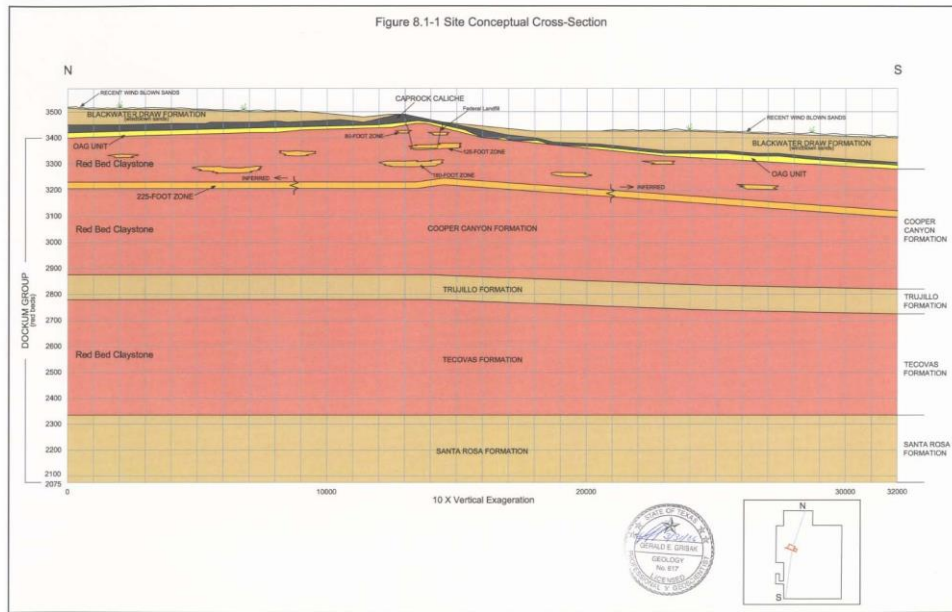 Figure 8.1-1 Site Conceptual Cross-Section
N
S
RECENT WIND BLOWN SANDS
CAPROCK CALICHE
Federal Landfill
3500
BLACKWATER DRAW FORMATION
RECENT WIND BLOWN SANDS
80-FOOT ZONE
3400
BLACKWATER DRAW FORMATION
OAG UNIT
125-FOOT ZONE
3300
Red Bed Claystone
OAG UNIT
180-FOOT ZONE
INFERRED
INFERRED
3200
225-FOOT ZONE
3100
Red Bed Claystone
COOPER CANYON FORMATION
COOPER
CANYON
FORMATION
3000
2900
2800
TRUJILLO FORMATION
TRUJILLO
FORMATION
DOCKUM GROUP
(red beds)
2700
2600
Red Bed Claystone
TECOVAS FORMATION
TECOVAS
FORMATION
2500
2400
2300
2200
SANTA ROSA FORMATION
SANTA ROSA
FORMATION
2100
2075
0
10000
20000
30000
32000
10 X Vertical Exageration
STATE OF TEXAS
GERALD E. GRISAK
GEOLOGY
No. 617
LICENSED
PROFESSIONAL GEOSCIENTIST
N
S